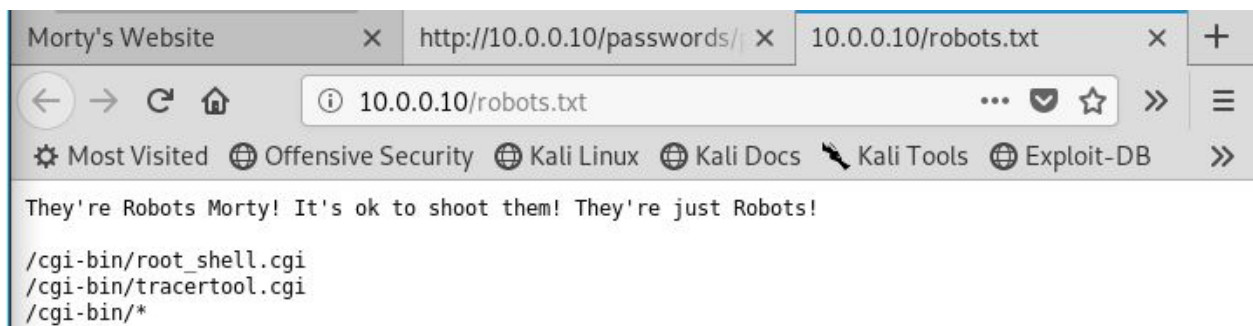 Morty's Website
http://10.0.0.10/passwords/
10.0.0.10/robots.txt
10.0.0.10/robots.txt
Most Visited Offensive Security Kali Linux Kali Docs Kali Tools Exploit-DB
They're Robots Morty! It's ok to shoot them! They're just Robots!
/cgi-bin/root_shell.cgi
/cgi-bin/tracertool.cgi
/cgi-bin/*